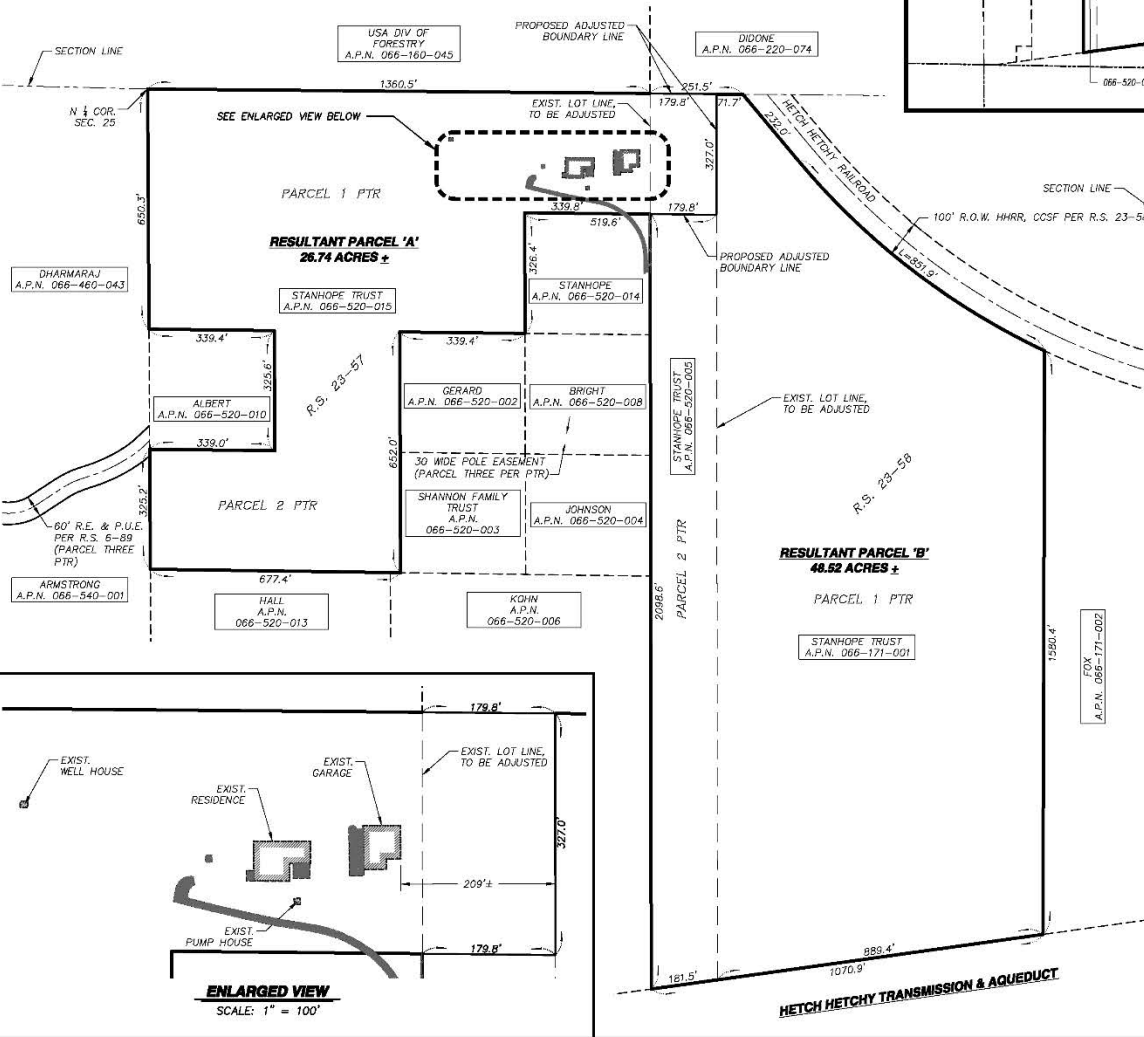 USA DIV OF
FORESTRY
A.P.N. 066-160-045
PROPOSED ADJUSTED
BOUNDARY LINE
DIDONE
A.P.N. 066-220-074
SECTION LINE
1360.5'
251.5'
179.8'
71.7'
N ¼ COR.
SEC. 25
SEE ENLARGED VIEW BELOW
EXIST. LOT LINE,
TO BE ADJUSTED
327.0'
232.0'
HETCH HETCHY RAILROAD
SECTION LINE
100' R.O.W. HHRR, CCSF PER R.S. 23-5
L=851.9'
650.3'
PARCEL 1 PTR
339.8'
519.6'
179.8'
RESULTANT PARCEL 'A'
26.74 ACRES ±
326.4'
PROPOSED ADJUSTED
BOUNDARY LINE
DHARMARAJ
A.P.N. 066-460-043
STANHOPE TRUST
A.P.N. 066-520-015
STANHOPE
A.P.N. 066-520-014
339.4'
325.6'
339.4'
R.S. 23-57
ALBERT
A.P.N. 066-520-010
339.0'
GERARD
A.P.N. 066-520-002
BRIGHT
A.P.N. 066-520-008
STANHOPE TRUST
A.P.N. 066-520-005
EXIST. LOT LINE,
TO BE ADJUSTED
652.0'
30 WIDE POLE EASEMENT
(PARCEL THREE PER PTR)
R.S. 23-56
325.2'
PARCEL 2 PTR
SHANNON FAMILY
TRUST
A.P.N.
066-520-003
JOHNSON
A.P.N. 066-520-004
60' R.E. & P.U.E.
PER R.S. 6-89
(PARCEL THREE
PTR)
ARMSTRONG
A.P.N. 066-540-001
677.4'
HALL
A.P.N.
066-520-013
KOHN
A.P.N.
066-520-006
2098.6'
PARCEL 2 PTR
RESULTANT PARCEL 'B'
48.52 ACRES ±
PARCEL 1 PTR
STANHOPE TRUST
A.P.N. 066-171-001
1580.4'
FOX
A.P.N. 066-171-002
179.8'
EXIST. LOT LINE,
TO BE ADJUSTED
EXIST.
WELL HOUSE
EXIST.
RESIDENCE
EXIST.
GARAGE
327.0'
209'±
EXIST.
PUMP HOUSE
179.8'
ENLARGED VIEW
SCALE: 1" = 100'
181.5'
889.4'
1070.9'
HETCH HETCHY TRANSMISSION & AQUEDUCT